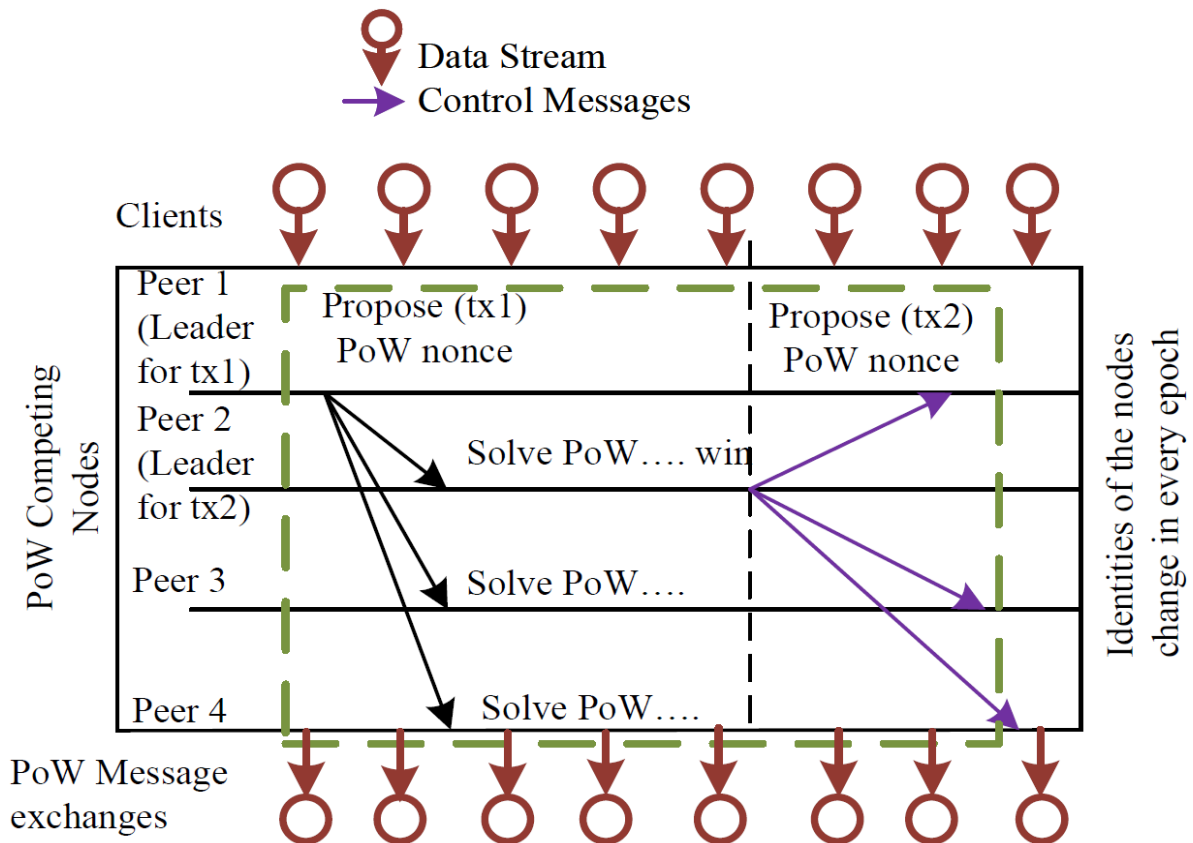 Data Stream
Control Messages
Clients
Peer 1
(Leader
for tx1)
Propose (tx1)
PoW nonce
Propose (tx2)
PoW nonce
Peer 2
(Leader
for tx2)
Solve PoW.... win
Peer 3
Solve PoW....
Peer 4
Solve PoW....
PoW Competing
Nodes
Identities of the nodes
change in every epoch
PoW Message
exchanges